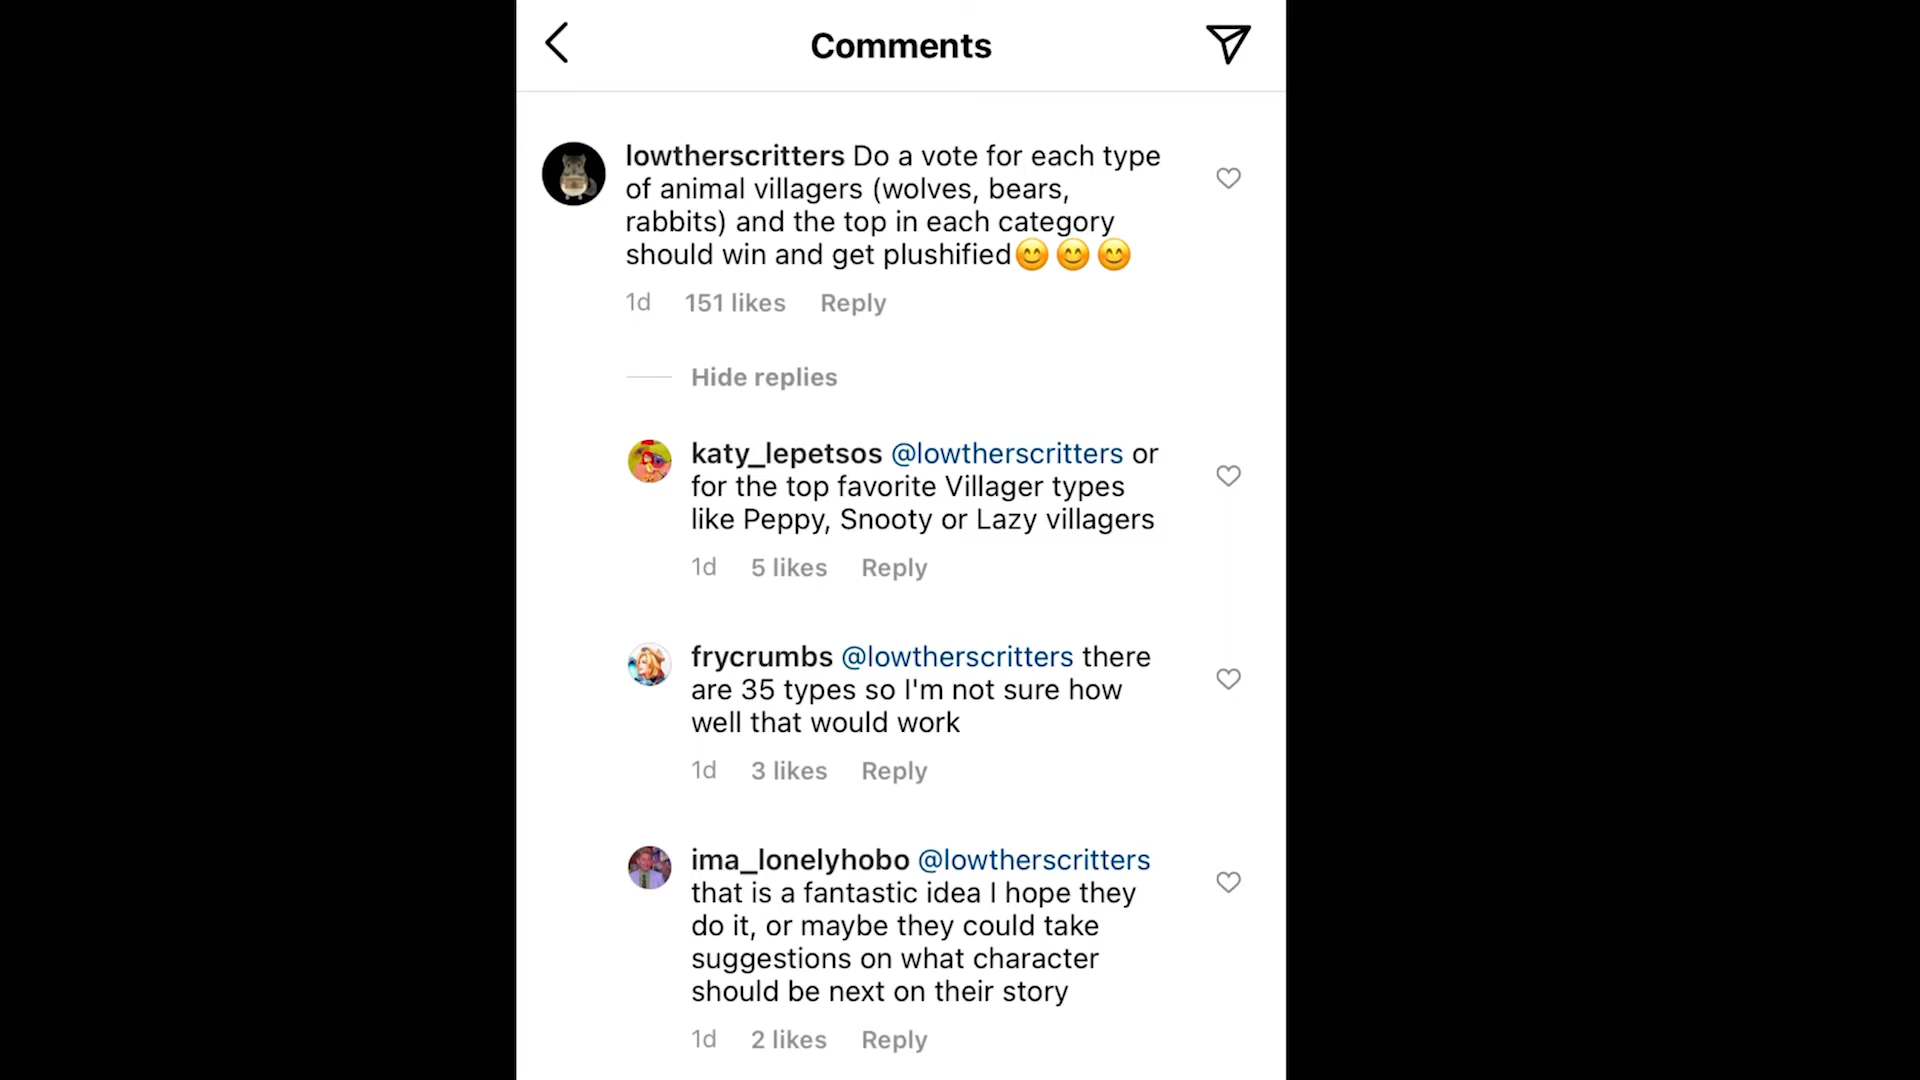 Comments
lowtherscritters Do a vote for each type
of animal villagers (wolves, bears,
rabbits) and the top in each category
should win and get plushified😊😊😊
1d 151 likes Reply
Hide replies
katy_lepetsos @lowtherscritters or
for the top favorite Villager types
like Peppy, Snooty or Lazy villagers
1d 5 likes Reply
frycrumbs @lowtherscritters there
are 35 types so I'm not sure how
well that would work
1d 3 likes Reply
ima_lonelyhobo @lowtherscritters
that is a fantastic idea I hope they
do it, or maybe they could take
suggestions on what character
should be next on their story
1d 2 likes Reply